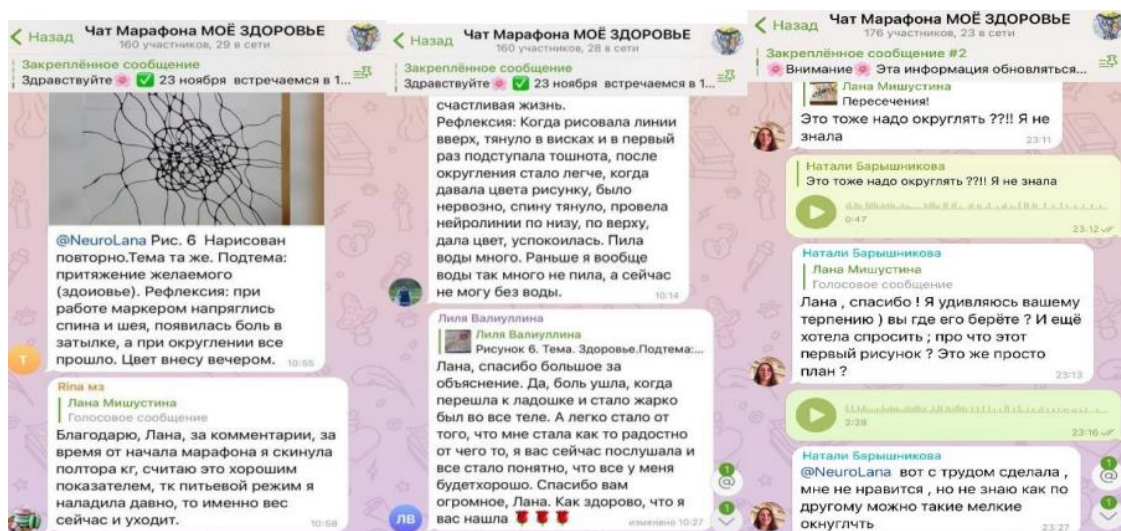 Назад
Чат Марафона МОЁ ЗДОРОВЬЕ
160 участников, 29 в сети
Закреплённое сообщение
Здравствуйте🌸 ✅ 23 ноября встречаемся в 1...
@NeuroLana Рис. 6 Нарисован
повторно.Тема та же. Подтема:
притяжение желаемого
(здоиовье). Рефлексия: при
работе маркером напряглись
спина и шея, появилась боль в
затылке, а при округлении все
прошло. Цвет внесу вечером.
10:55
Т
Rina мз
Лана Мишустина
Голосовое сообщение
Благодарю, Лана, за комментарии, за
время от начала марафона я скинула
полтора кг, считаю это хорошим
показателем, тк питьевой режим я
наладила давно, то именно вес
сейчас и уходит.
10:58
Назад
Чат Марафона МОЁ ЗДОРОВЬЕ
160 участников, 28 в сети
Закреплённое сообщение
Здравствуйте🌸 ✅ 23 ноября встречаемся в 1...
счастливая жизнь.
Рефлексия: Когда рисовала линии
вверх, тянуло в висках и в первый
раз подступала тошнота, после
округления стало легче, когда
давала цвета рисунку, было
нервозно, спину тянуло, провела
нейролинии по низу, по верху,
дала цвет, успокоилась. Пила
воды много. Раньше я вообще
воды так много не пила, а сейчас
не могу без воды.
10:14
Лиля Валиуллина
Лиля Валиуллина
Рисунок 6. Тема. Здоровье.Подтема:...
Лана, спасибо большое за
объяснение. Да, боль ушла, когда
перешла к ладошке и стало жарко
был во все теле. А легко стало от
того, что мне стала как то радостно
от чего то, я вас сейчас послушала и
все стало понятно, что все у меня
будетхорошо. Спасибо вам
огромное, Лана. Как здорово, что я
вас нашла 🌹🌹🌹
изменено 10:27
ЛВ
1
@
1
Назад
Чат Марафона МОЁ ЗДОРОВЬЕ
176 участников, 23 в сети
Закреплённое сообщение #2
🌸Внимание🌸 Эта информация обновляться...
Лана Мишустина
Пересечения!
Это тоже надо округлять ??!! Я не
знала
23:11
Натали Барышникова
Это тоже надо округлять ??!! Я не знала
0:47
23:12
Натали Барышникова
Лана Мишустина
Голосовое сообщение
Лана , спасибо ! Я удивляюсь вашему
терпению ) вы где его берёте ? И ещё
хотела спросить ; про что этот
первый рисунок ? Это же просто
план ?
23:13
2:28
23:16
Натали Барышникова
@NeuroLana вот с трудом сделала ,
мне не нравится , но не знаю как по
другому можно такие мелкие
окнуглчть
23:27
1
@
1